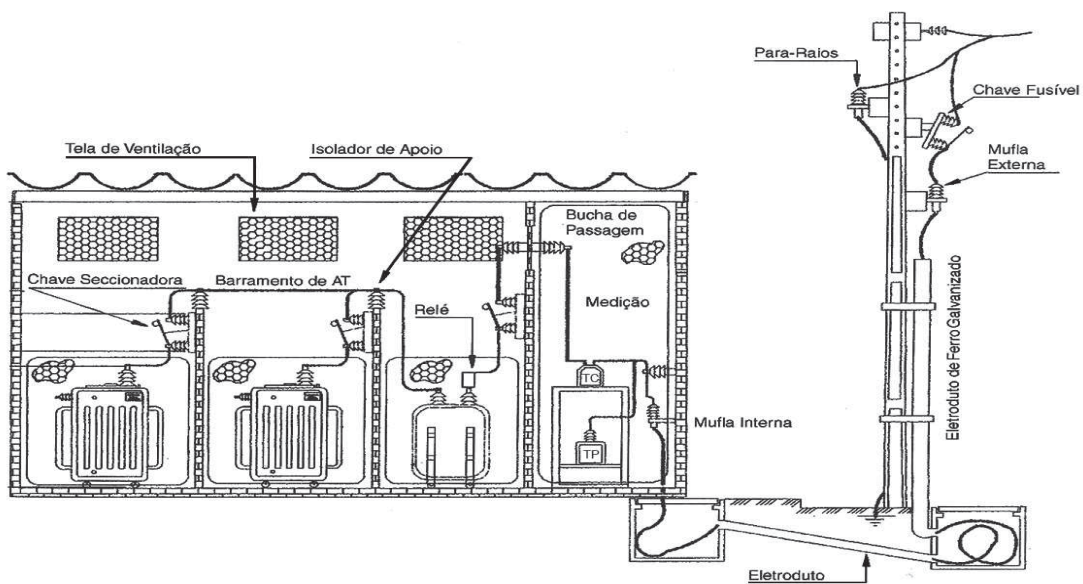 Para-Raios
Chave Fusível
Mufla
Externa
Tela de Ventilação
Isolador de Apoio
Bucha de
Passagem
Chave Seccionadora
Barramento de AT
Relé
Medição
TC
TP
Mufla Interna
Eletroduto de Ferro Galvanizado
Eletroduto